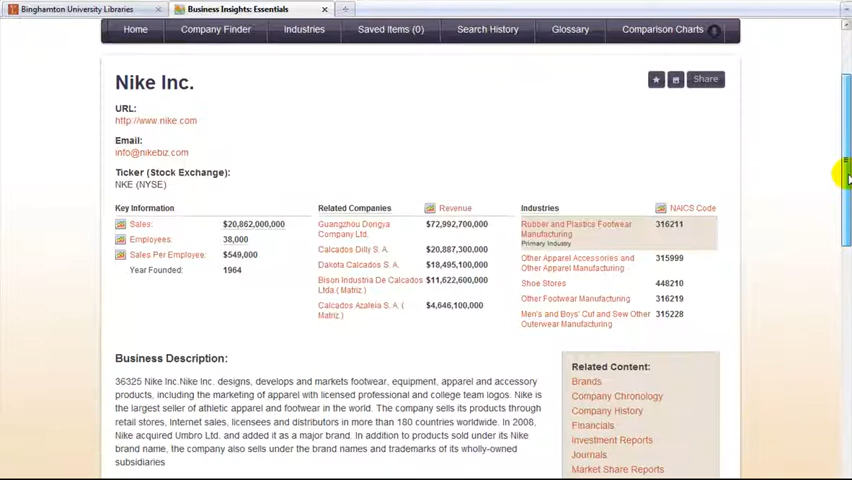 Binghamton University Libraries
Business Insights: Essentials
Home Company Finder Industries Saved Items (0) Search History Glossary Comparison Charts
Nike Inc.
Share
URL:
http://www.nike.com
Email:
info@nikebiz.com
Ticker (Stock Exchange):
NKE (NYSE)
Key Information
Sales: $20,862,000,000
Employees: 38,000
Sales Per Employee: $549,000
Year Founded: 1964
Related Companies Revenue
Guangzhou Dongya $72,992,700,000
Company Ltd.
Calcados Dilly S. A. $20,887,300,000
Dakota Calcados S. A. $18,495,100,000
Bison Industria De Calcados $11,622,600,000
Ltda.( Matriz )
Calcados Azaleia S. A. ( $4,646,100,000
Matriz )
Industries NAICS Code
Rubber and Plastics Footwear 316211
Manufacturing
Primary Industry
Other Apparel Accessories and 315999
Other Apparel Manufacturing
Shoe Stores 448210
Other Footwear Manufacturing 316219
Men's and Boys' Cut and Sew Other 315228
Outerwear Manufacturing
Business Description:
36325 Nike Inc.Nike Inc. designs, develops and markets footwear, equipment, apparel and accessory
products, including the marketing of apparel with licensed professional and college team logos. Nike is
the largest seller of athletic apparel and footwear in the world. The company sells its products through
retail stores, Internet sales, licensees and distributors in more than 180 countries worldwide. In 2008,
Nike acquired Umbro Ltd. and added it as a major brand. In addition to products sold under its Nike
brand name, the company also sells under the brand names and trademarks of its wholly-owned
subsidiaries
Related Content:
Brands
Company Chronology
Company History
Financials
Investment Reports
Journals
Market Share Reports